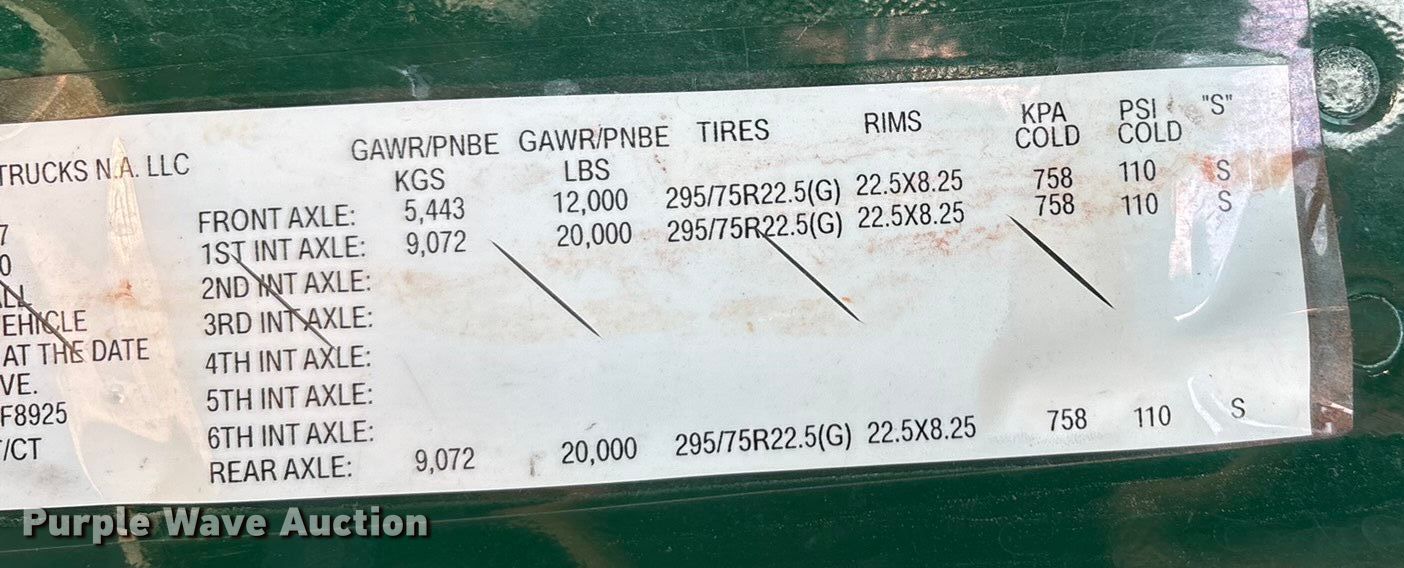 GAWR/PNBE GAWR/PNBE TIRES RIMS KPA PSI "S"
TRUCKS N.A. LLC KGS LBS COLD COLD
FRONT AXLE: 5,443 12,000 295/75R22.5(G) 22.5X8.25 758 110 S
7 1ST INT AXLE: 9,072 20,000 295/75R22.5(G) 22.5X8.25 758 110 S
0 2ND INT AXLE:
ALL 3RD INT AXLE:
EHICLE 4TH INT AXLE:
AT THE DATE 5TH INT AXLE:
VE. 6TH INT AXLE:
F8925 REAR AXLE: 9,072 20,000 295/75R22.5(G) 22.5X8.25 758 110 S
/CT
Purple Wave Auction